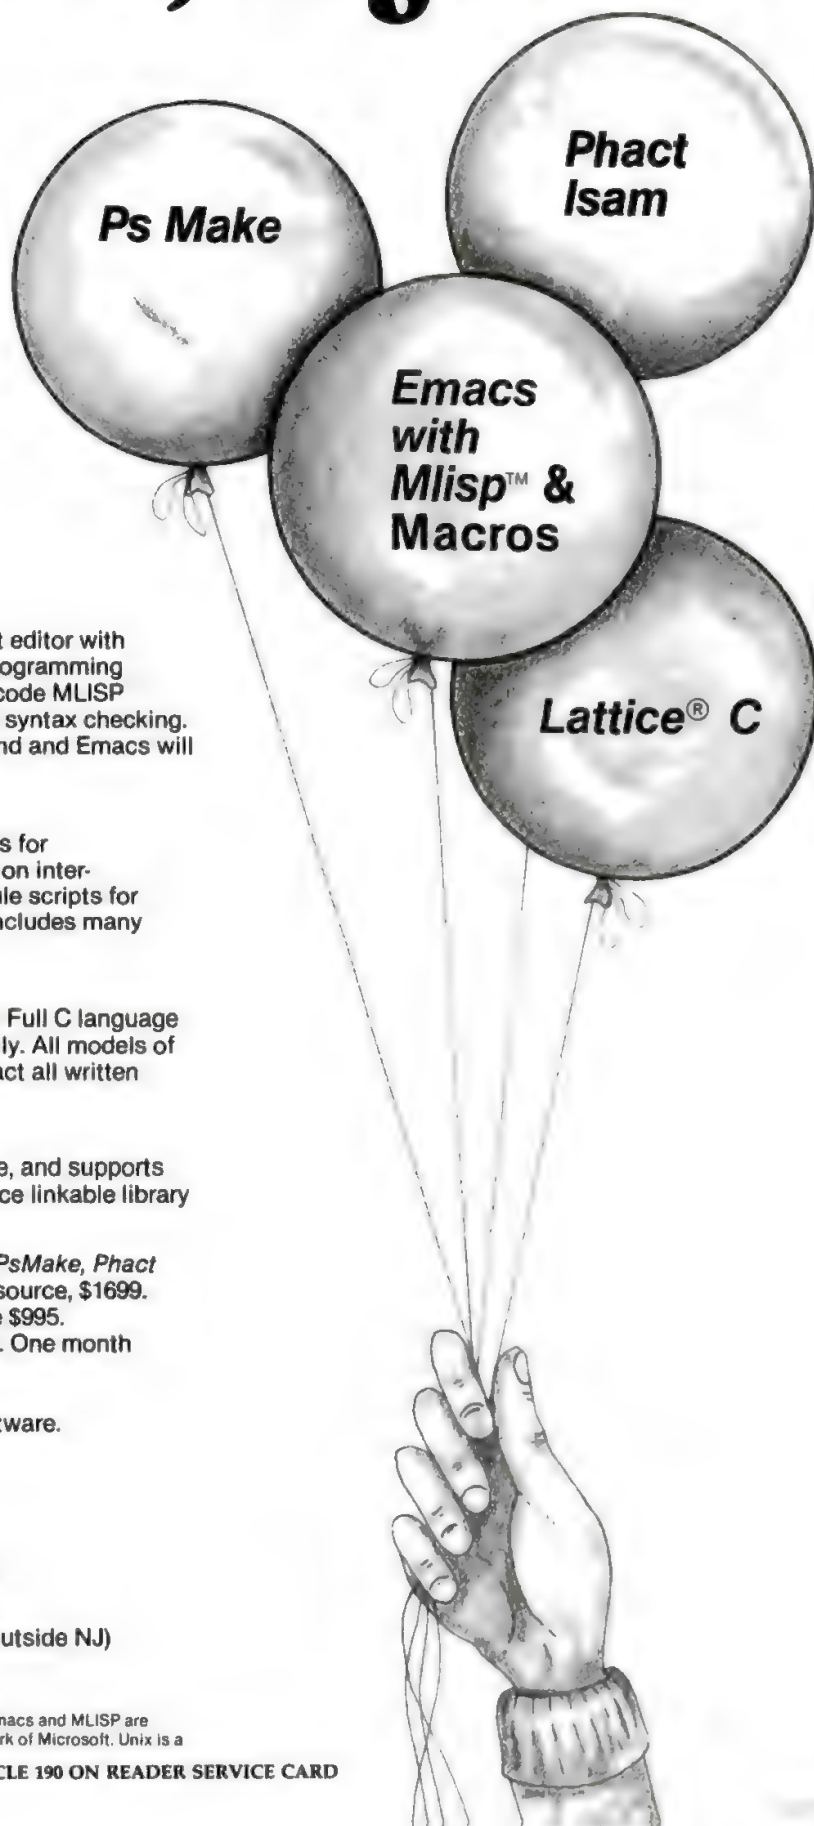 Phact
Isam
Ps Make
Emacs
with
Mlisp™ &
Macros
Lattice® C
t editor with
ogramming
code MLISP
syntax checking.
nd and Emacs will
s for
on inter-
ule scripts for
ncludes many
Full C language
ly. All models of
act all written
e, and supports
ce linkable library
PsMake, Phact
source, $1699.
e $995.
. One month
tware.
utside NJ)
macs and MLISP are
rk of Microsoft. Unix is a
CLE 190 ON READER SERVICE CARD